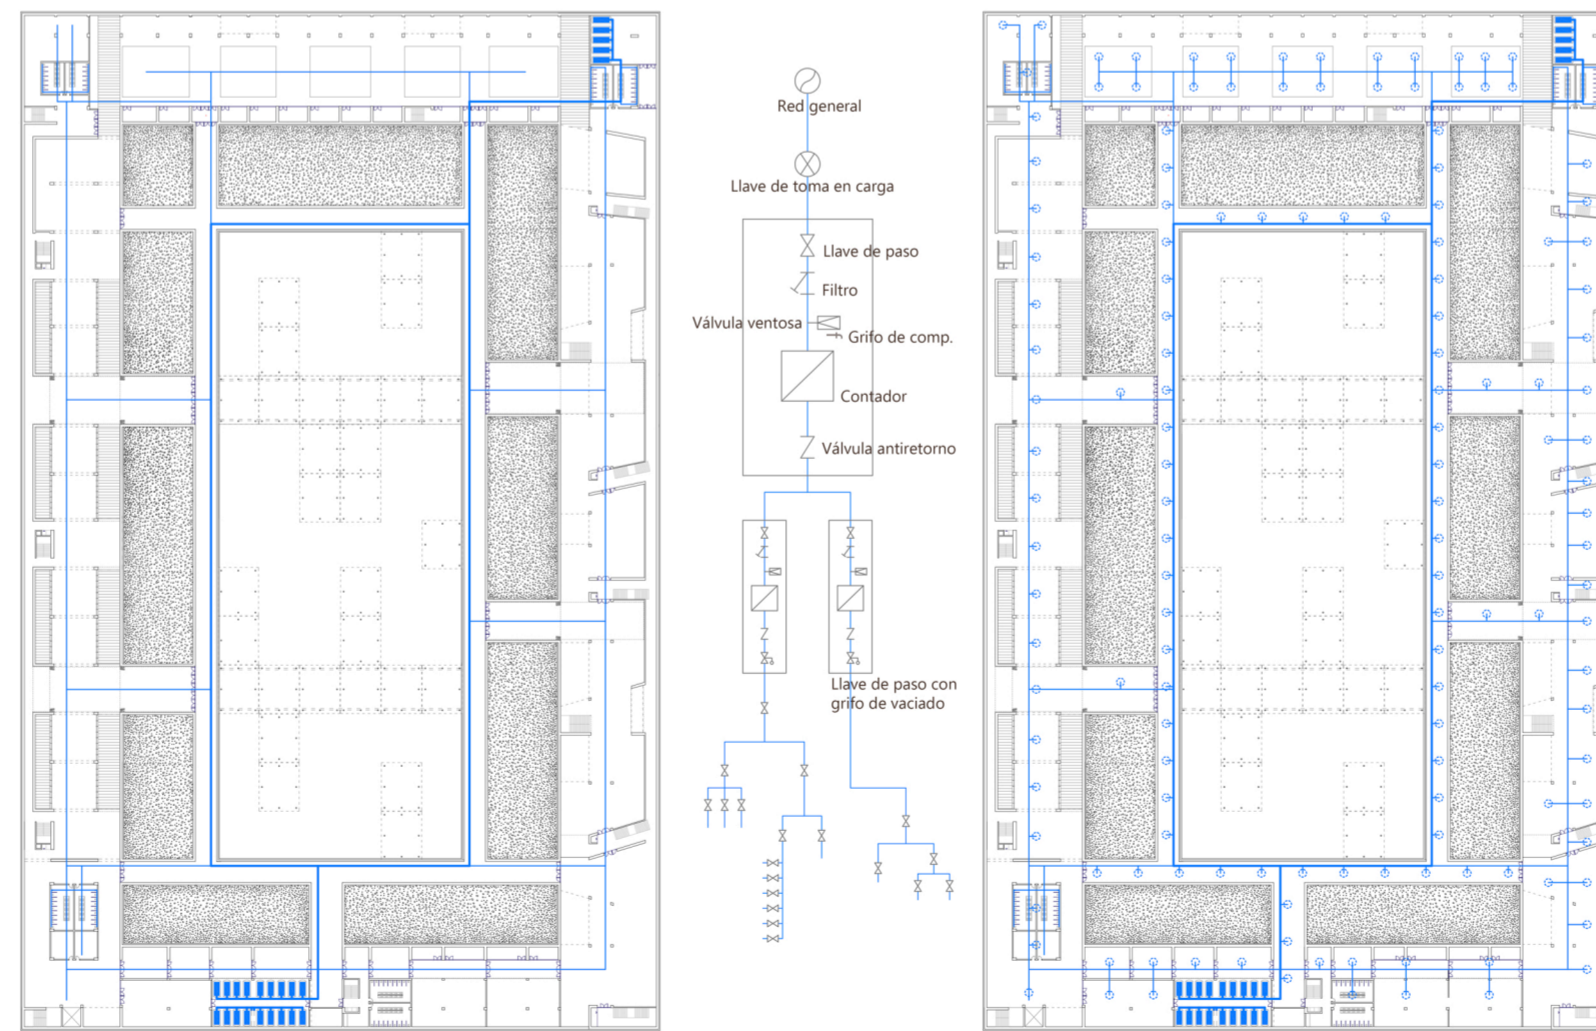 Red general
Llave de toma en carga
Llave de paso
Filtro
Válvula ventosa
Grifo de comp.
Contador
Válvula antiretorno
Llave de paso con
grifo de vaciado